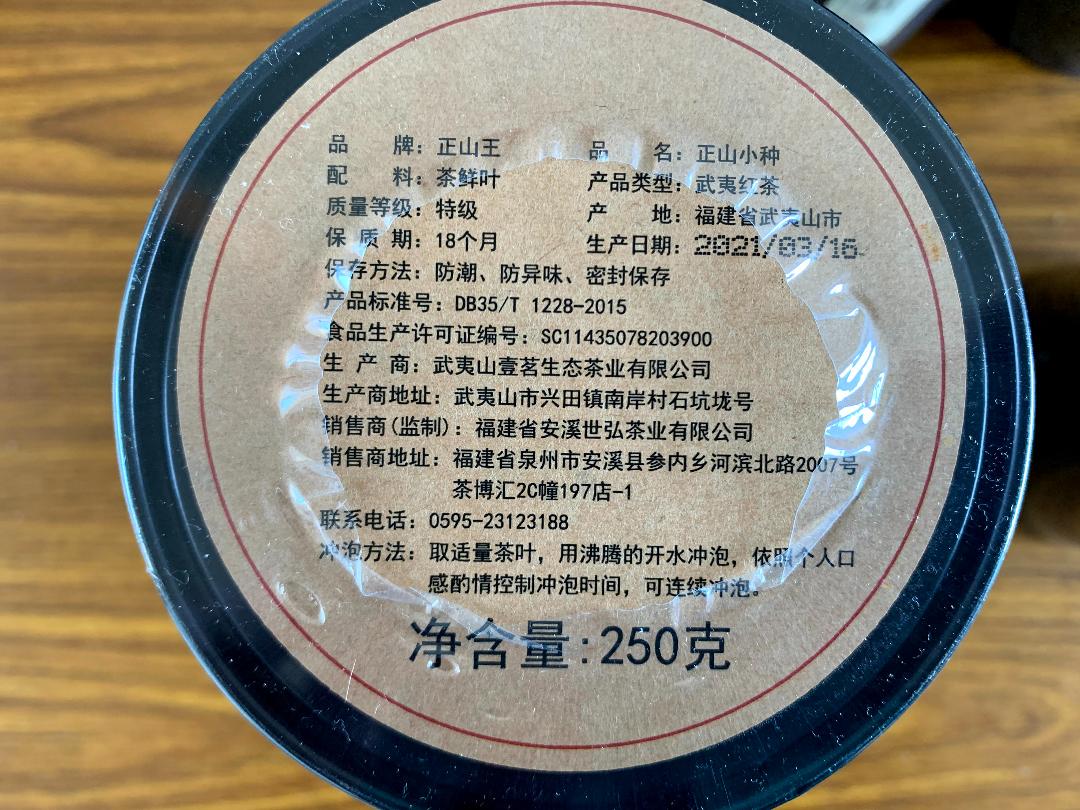 品 牌：正山王 品 名：正山小种
配 料：茶鲜叶 产品类型：武夷红茶
质量等级：特级 产 地：福建省武夷山市
保 质 期：18个月 生产日期：2021/03/16
保存方法：防潮、防异味、密封保存
产品标准号：DB35/T 1228-2015
食品生产许可证编号：SC11435078203900
生 产 商：武夷山壹茗生态茶业有限公司
生产商地址：武夷山市兴田镇南岸村石坑垅号
销售商(监制)：福建省安溪世弘茶业有限公司
销售商地址：福建省泉州市安溪县参内乡河滨北路2007号
茶博汇2C幢197店-1
联系电话：0595-23123188
冲泡方法：取适量茶叶，用沸腾的开水冲泡，依照个人口
感酌情控制冲泡时间，可连续冲泡。
净含量:250克